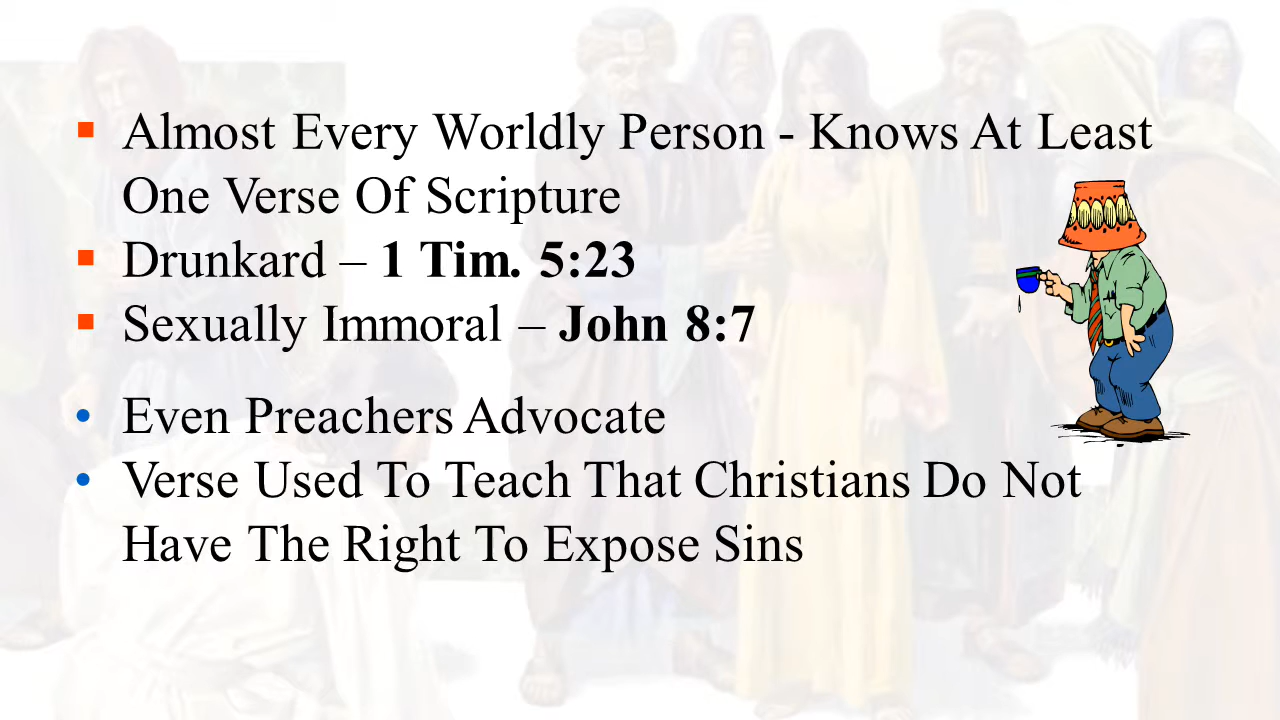 ▪ Almost Every Worldly Person - Knows At Least
One Verse Of Scripture
▪ Drunkard – 1 Tim. 5:23
▪ Sexually Immoral – John 8:7
• Even Preachers Advocate
• Verse Used To Teach That Christians Do Not
Have The Right To Expose Sins